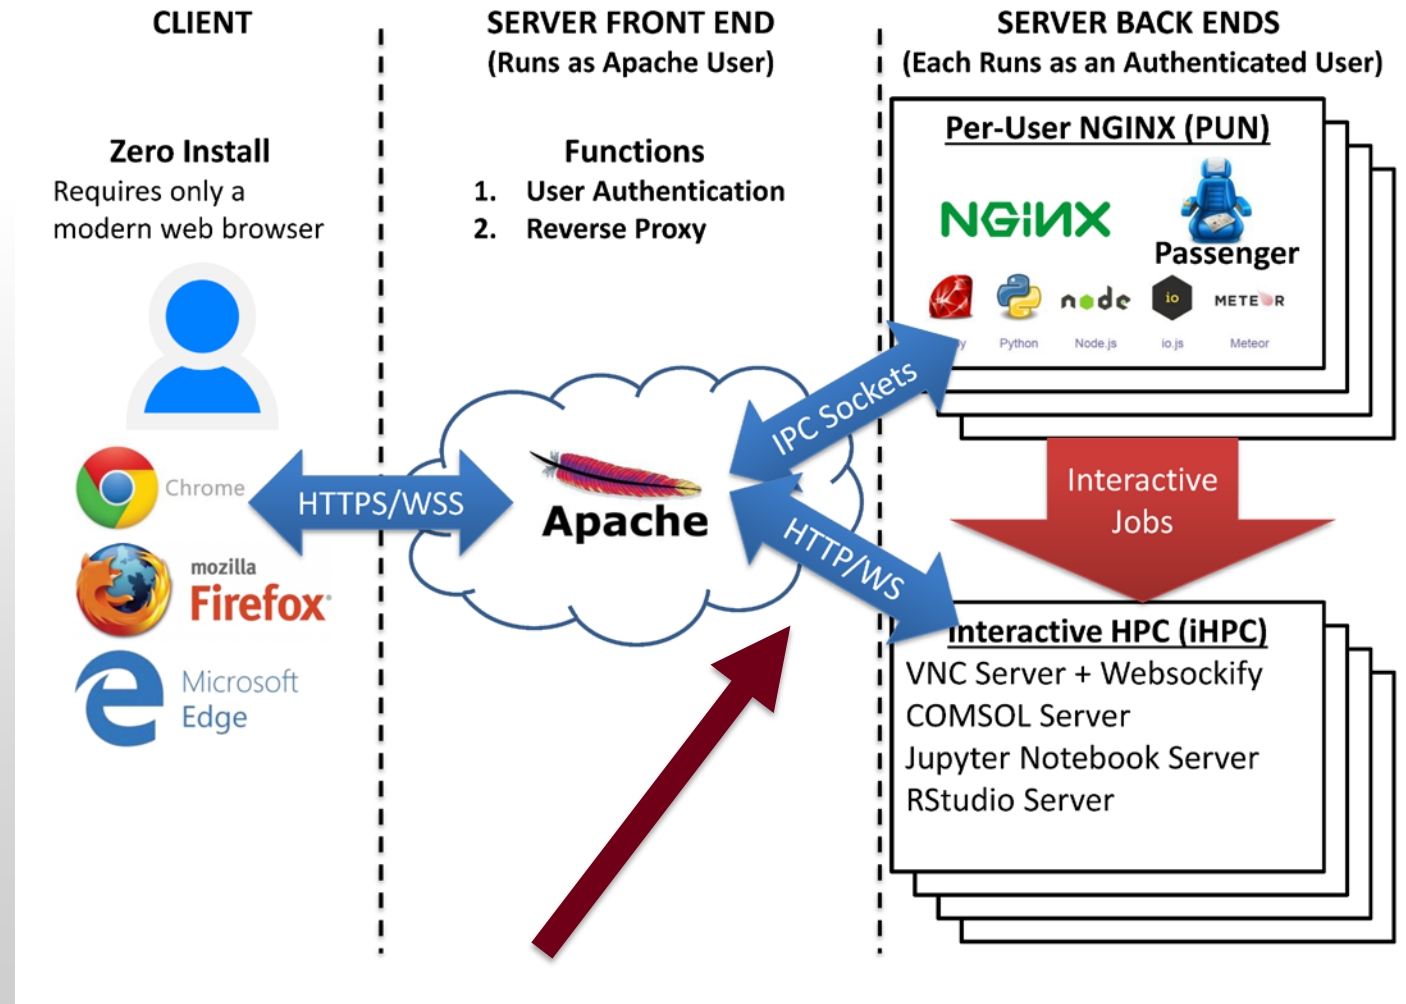 CLIENT
Zero Install
Requires only a
modern web browser
Chrome
mozilla
Firefox
Microsoft
Edge
HTTPS/WSS
SERVER FRONT END
(Runs as Apache User)
Functions
1. User Authentication
2. Reverse Proxy
Apache
IPC Sockets
HTTP/WS
SERVER BACK ENDS
(Each Runs as an Authenticated User)
Per-User NGINX (PUN)
NGiNX
Passenger
node
io
METEOR
Python
Node.js
io.js
Meteor
Interactive
Jobs
Interactive HPC (iHPC)
VNC Server + Websockify
COMSOL Server
Jupyter Notebook Server
RStudio Server